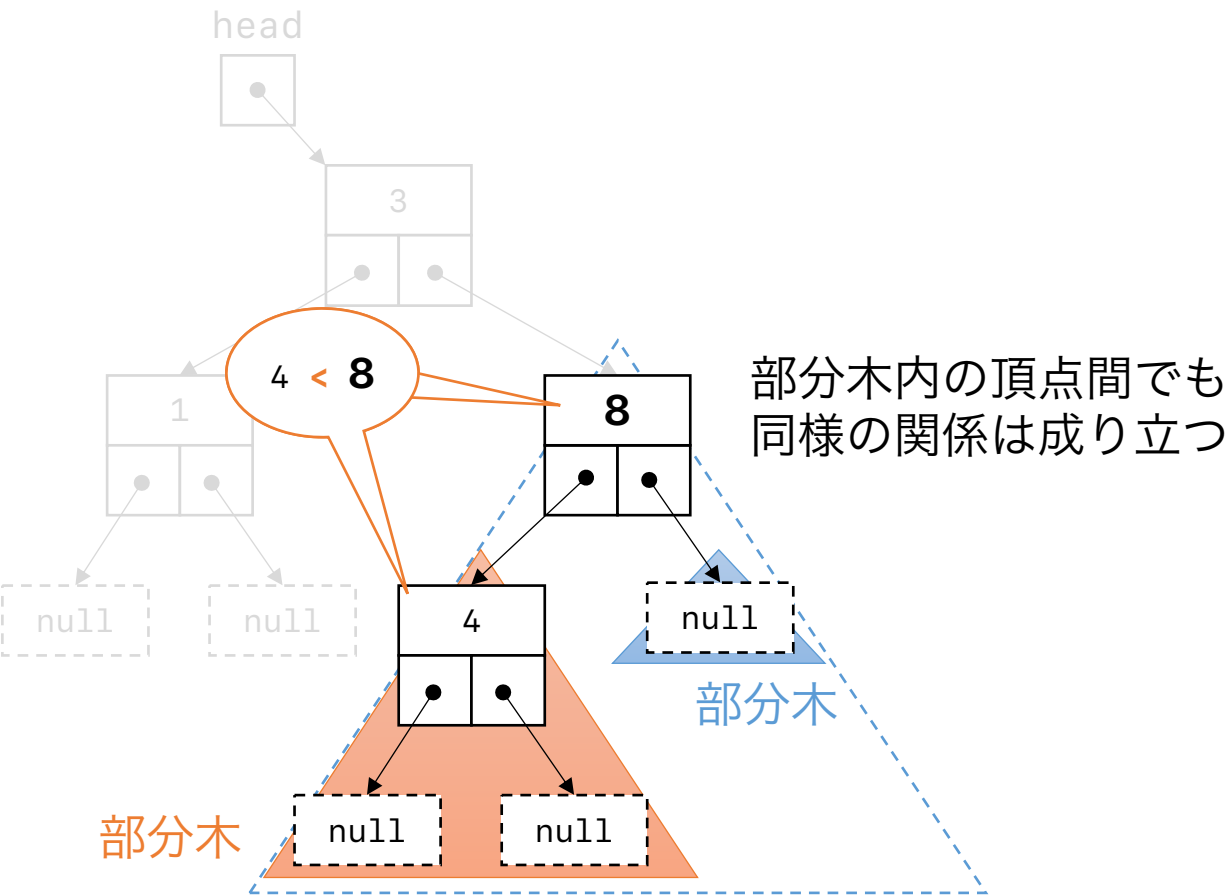 head
3
4 < 8
1
8
部分木内の頂点間でも
同様の関係は成り立つ
null
null
4
null
部分木
null
null
部分木